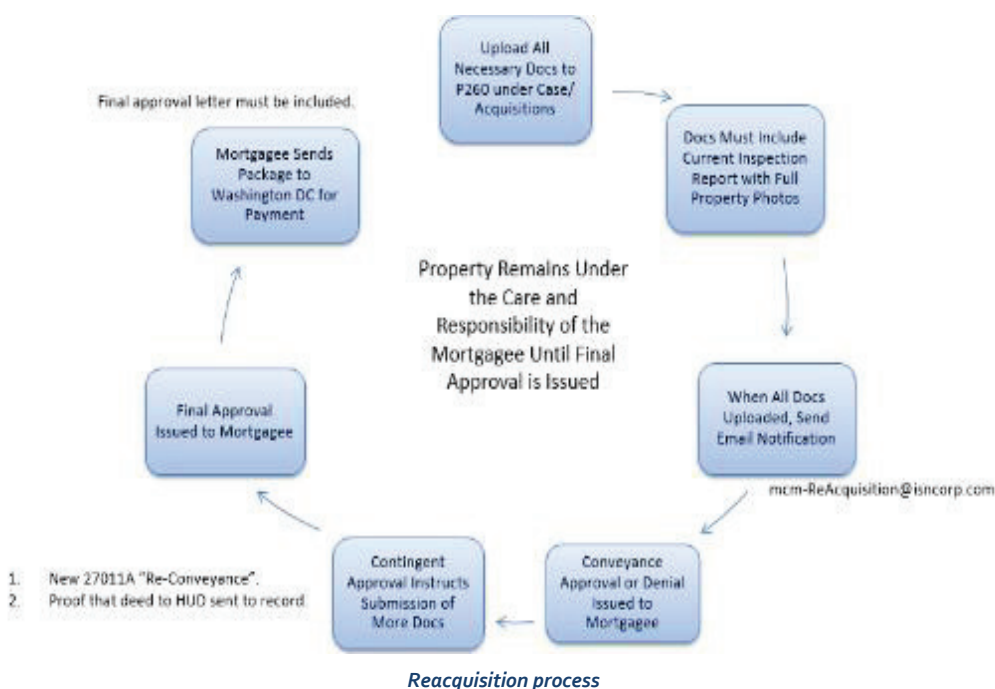 Upload All
Necessary Docs to
P260 under Case/
Acquisitions
Docs Must Include
Current Inspection
Report with Full
Property Photos
When All Docs
Uploaded, Send
Email Notification
mcm-ReAcquisition@isncorp.com
Conveyance
Approval or Denial
Issued to
Mortgagee
Contingent
Approval Instructs
Submission of
More Docs
1. New 27011A "Re-Conveyance".
2. Proof that deed to HUD sent to record
Final Approval
Issued to Mortgagee
Final approval letter must be included.
Mortgagee Sends
Package to
Washington DC for
Payment
Property Remains Under
the Care and
Responsibility of the
Mortgagee Until Final
Approval is Issued
Reacquisition process